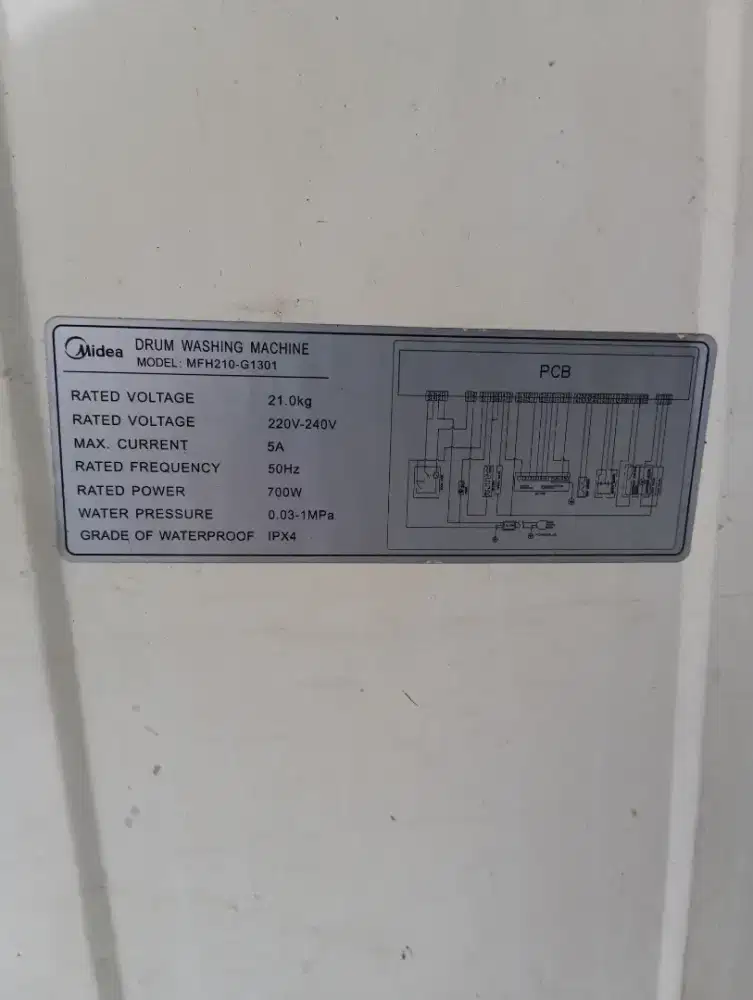 Midea DRUM WASHING MACHINE
MODEL: MFH210-G1301
RATED VOLTAGE 21.0kg
RATED VOLTAGE 220V-240V
MAX. CURRENT 5A
RATED FREQUENCY 50Hz
RATED POWER 700W
WATER PRESSURE 0.03-1MPa
GRADE OF WATERPROOF IPX4
PCB